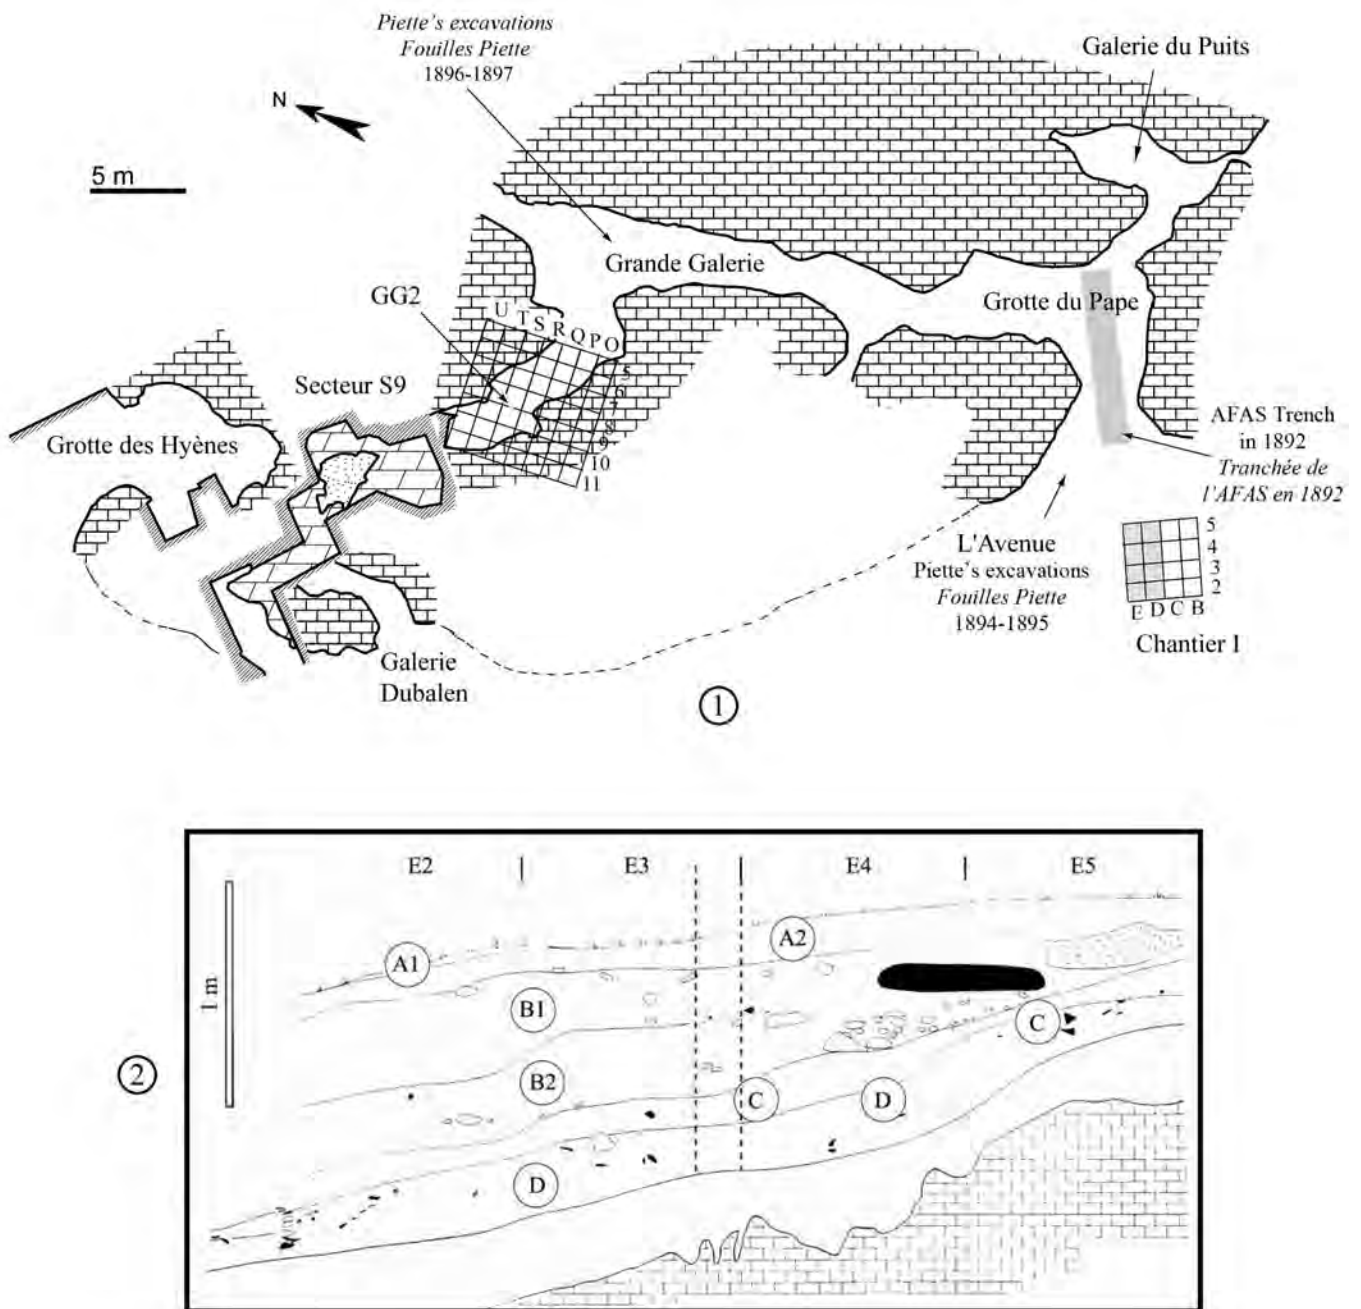 Piette's excavations
Fouilles Piette
1896-1897
Galerie du Puits
N
5 m
Grande Galerie
Grotte du Pape
GG2
U T S R Q P O
5
6
7
8
9
10
11
Secteur S9
Grotte des Hyènes
AFAS Trench
in 1892
Tranchée de
l'AFAS en 1892
L'Avenue
Piette's excavations
Fouilles Piette
1894-1895
5
4
3
2
E D C B
Chantier I
Galerie
Dubalen
1
E2 | E3 | E4 | E5
A2
A1
1 m
B1
C
2
B2
C
D
D